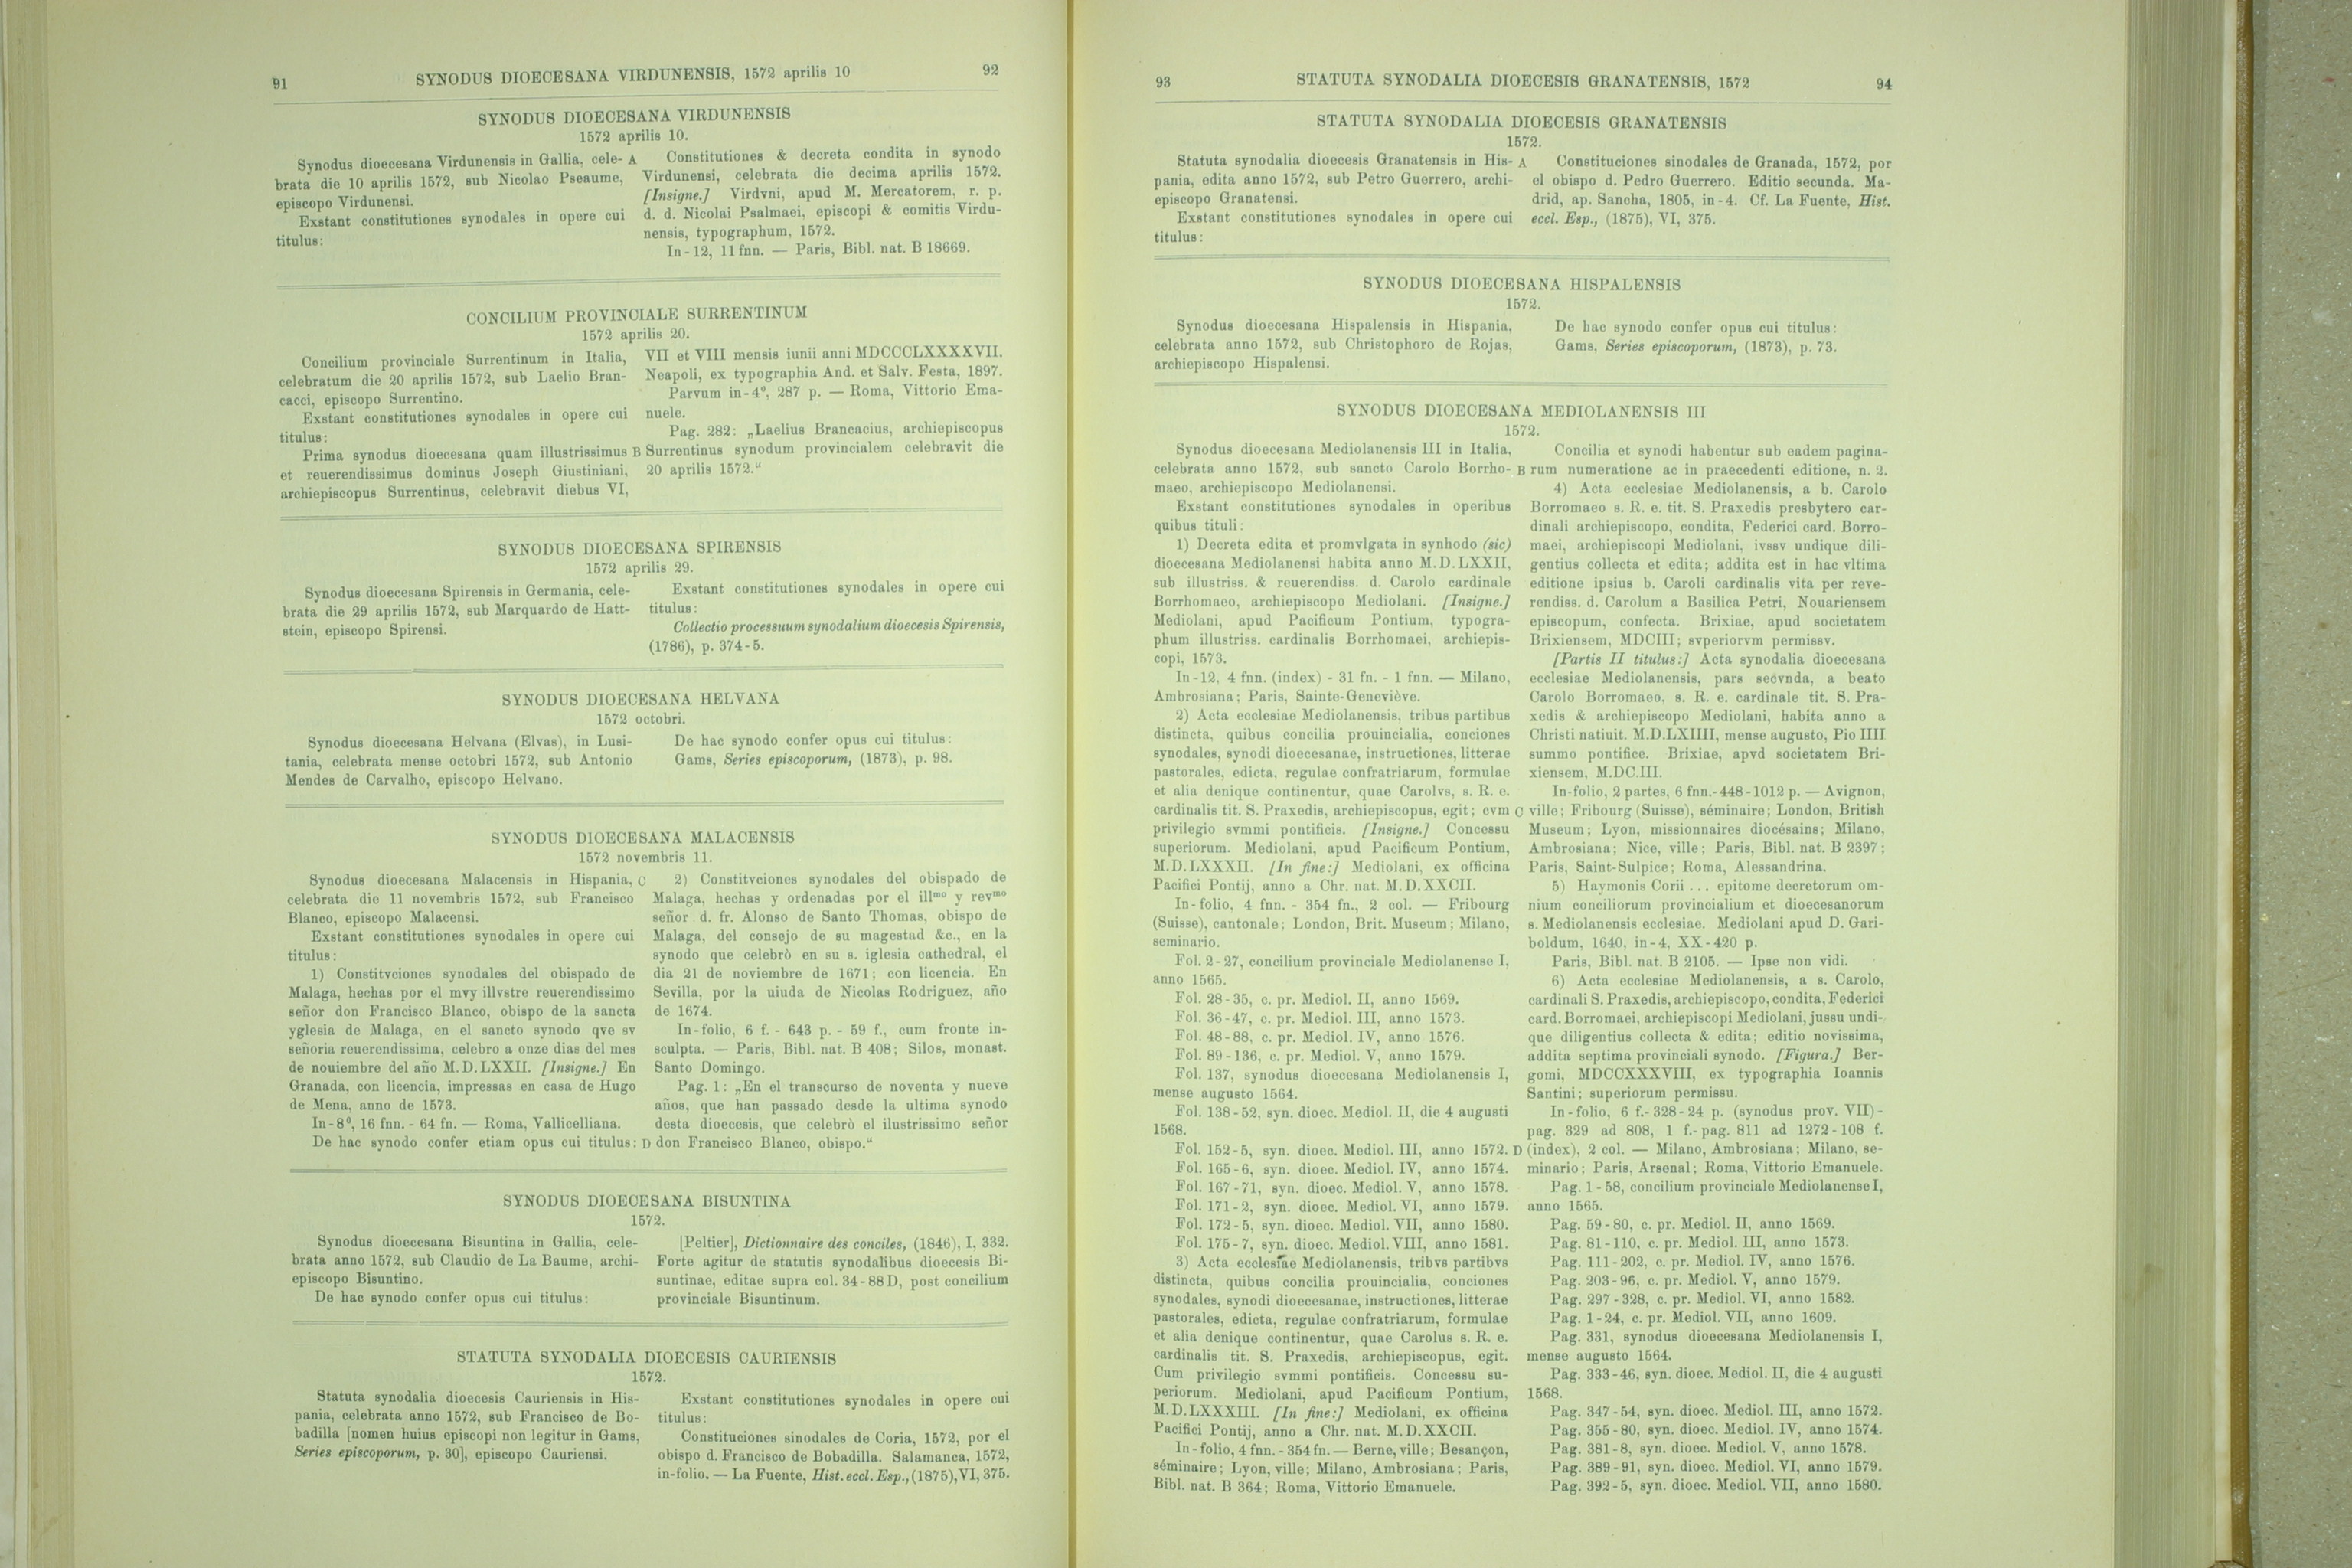 91
SYNODUS DIOECESANA VIRDUNENSIS, 1572 aprilis 10
92
SYNODUS DIOECESANA VIRDUNENSIS
1572 aprilis 10.
Synodus dioecesana Virdunensis in Gallia, cele-
brata die 10 aprilis 1572, sub Nicolao Pseaume,
episcopo Virdunensi.
Exstant constitutiones synodales in opere cui
titulus:
A
Constitutiones & decreta condita in synodo
Virdunensi, celebrata die decima aprilis 1572.
[Insigne.] Virdvni, apud M. Mercatorem, r. p.
d. d. Nicolai Psalmaei, episcopi & comitis Virdu-
nensis, typographum, 1572.
In-12, 11 fnn. — Paris, Bibl. nat. B 18669.
CONCILIUM PROVINCIALE SURRENTINUM
1572 aprilis 20.
Concilium provinciale Surrentinum in Italia,
celebratum die 20 aprilis 1572, sub Laelio Bran-
cacci, episcopo Surrentino.
Exstant constitutiones synodales in opere cui
titulus:
Prima synodus dioecesana quam illustrissimus
et reuerendissimus dominus Joseph Giustiniani,
archiepiscopus Surrentinus, celebravit diebus VI,
VII et VIII mensis iunii anni MDCCCLXXXXVII.
Neapoli, ex typographia And. et Salv. Festa, 1897.
Parvum in-4°, 287 p. — Roma, Vittorio Ema-
nuele.
Pag. 282: „Laelius Brancacius, archiepiscopus
B Surrentinus synodum provincialem celebravit die
20 aprilis 1572.“
SYNODUS DIOECESANA SPIRENSIS
1572 aprilis 29.
Synodus dioecesana Spirensis in Germania, cele-
brata die 29 aprilis 1572, sub Marquardo de Hatt-
stein, episcopo Spirensi.
Exstant constitutiones synodales in opere cui
titulus:
Collectio processuum synodalium dioecesis Spirensis,
(1786), p. 374-5.
SYNODUS DIOECESANA HELVANA
1572 octobri.
Synodus dioecesana Helvana (Elvas), in Lusi-
tania, celebrata mense octobri 1572, sub Antonio
Mendes de Carvalho, episcopo Helvano.
De hac synodo confer opus cui titulus:
Gams, Series episcoporum, (1873), p. 98.
SYNODUS DIOECESANA MALACENSIS
1572 novembris 11.
Synodus dioecesana Malacensis in Hispania,
celebrata die 11 novembris 1572, sub Francisco
Blanco, episcopo Malacensi.
Exstant constitutiones synodales in opere cui
titulus:
1) Constitvciones synodales del obispado de
Malaga, hechas por el mvy illvstre reuerendissimo
señor don Francisco Blanco, obispo de la sancta
yglesia de Malaga, en el sancto synodo qve sv
señoria reuerendissima, celebro a onze dias del mes
de nouiembre del año M.D.LXXII. [Insigne.] En
Granada, con licencia, impressas en casa de Hugo
de Mena, anno de 1573.
In-8°, 16 fnn. - 64 fn. — Roma, Vallicelliana.
De hac synodo confer etiam opus cui titulus:
C
2) Constitvciones synodales del obispado de
Malaga, hechas y ordenadas por el illmo y revmo
señor d. fr. Alonso de Santo Thomas, obispo de
Malaga, del consejo de su magestad &c., en la
synodo que celebrò en su s. iglesia cathedral, el
dia 21 de noviembre de 1671; con licencia. En
Sevilla, por la uiuda de Nicolas Rodriguez, año
de 1674.
In-folio, 6 f. - 643 p. - 59 f., cum fronte in-
sculpta. — Paris, Bibl. nat. B 408; Silos, monast.
Santo Domingo.
Pag. 1: „En el transcurso de noventa y nueve
años, que han passado desde la ultima synodo
desta dioecesis, que celebrò el ilustrissimo señor
D don Francisco Blanco, obispo.“
SYNODUS DIOECESANA BISUNTINA
1572.
Synodus dioecesana Bisuntina in Gallia, cele-
brata anno 1572, sub Claudio de La Baume, archi-
episcopo Bisuntino.
De hac synodo confer opus cui titulus:
[Peltier], Dictionnaire des conciles, (1846), I, 332.
Forte agitur de statutis synodalibus dioecesis Bi-
suntinae, editae supra col. 34-88 D, post concilium
provinciale Bisuntinum.
STATUTA SYNODALIA DIOECESIS CAURIENSIS
1572.
Statuta synodalia dioecesis Cauriensis in His-
pania, celebrata anno 1572, sub Francisco de Bo-
badilla [nomen huius episcopi non legitur in Gams,
Series episcoporum, p. 30], episcopo Cauriensi.
Exstant constitutiones synodales in opere cui
titulus:
Constituciones sinodales de Coria, 1572, por el
obispo d. Francisco de Bobadilla. Salamanca, 1572,
in-folio. — La Fuente, Hist. eccl. Esp., (1875), VI, 375.
93
STATUTA SYNODALIA DIOECESIS GRANATENSIS, 1572
94
STATUTA SYNODALIA DIOECESIS GRANATENSIS
1572.
Statuta synodalia dioecesis Granatensis in His-
pania, edita anno 1572, sub Petro Guerrero, archi-
episcopo Granatensi.
Exstant constitutiones synodales in opere cui
titulus:
A
Constituciones sinodales de Granada, 1572, por
el obispo d. Pedro Guerrero. Editio secunda. Ma-
drid, ap. Sancha, 1805, in-4. Cf. La Fuente, Hist.
eccl. Esp., (1875), VI, 375.
SYNODUS DIOECESANA HISPALENSIS
1572.
Synodus dioecesana Hispalensis in Hispania,
celebrata anno 1572, sub Christophoro de Rojas,
archiepiscopo Hispalensi.
De hac synodo confer opus cui titulus:
Gams, Series episcoporum, (1873), p. 73.
SYNODUS DIOECESANA MEDIOLANENSIS III
1572.
Synodus dioecesana Mediolanensis III in Italia,
celebrata anno 1572, sub sancto Carolo Borrho-
maeo, archiepiscopo Mediolanensi.
Exstant constitutiones synodales in operibus
quibus tituli:
1) Decreta edita et promvlgata in synhodo (sic)
dioecesana Mediolanensi habita anno M.D.LXXII,
sub illustriss. & reuerendiss. d. Carolo cardinale
Borrhomaeo, archiepiscopo Mediolani. [Insigne.]
Mediolani, apud Pacificum Pontium, typogra-
phum illustriss. cardinalis Borrhomaei, archiepis-
copi, 1573.
In-12, 4 fnn. (index) - 31 fn. - 1 fnn. — Milano,
Ambrosiana; Paris, Sainte-Geneviève.
2) Acta ecclesiae Mediolanensis, tribus partibus
distincta, quibus concilia prouincialia, conciones
synodales, synodi dioecesanae, instructiones, litterae
pastorales, edicta, regulae confratriarum, formulae
et alia denique continentur, quae Carolvs, s. R. e.
cardinalis tit. S. Praxedis, archiepiscopus, egit; cvm
privilegio svmmi pontificis. [Insigne.] Concessu
superiorum. Mediolani, apud Pacificum Pontium,
M.D.LXXXII. [In fine:] Mediolani, ex officina
Pacifici Pontij, anno a Chr. nat. M.D.XXCII.
In-folio, 4 fnn. - 354 fn., 2 col. — Fribourg
(Suisse), cantonale; London, Brit. Museum; Milano,
seminario.
Fol. 2-27, concilium provinciale Mediolanense I,
anno 1565.
Fol. 28-35, c. pr. Mediol. II, anno 1569.
Fol. 36-47, c. pr. Mediol. III, anno 1573.
Fol. 48-88, c. pr. Mediol. IV, anno 1576.
Fol. 89-136, c. pr. Mediol. V, anno 1579.
Fol. 137, synodus dioecesana Mediolanensis I,
mense augusto 1564.
Fol. 138-52, syn. dioec. Mediol. II, die 4 augusti
1568.
Fol. 152-5, syn. dioec. Mediol. III, anno 1572.
Fol. 165-6, syn. dioec. Mediol. IV, anno 1574.
Fol. 167-71, syn. dioec. Mediol. V, anno 1578.
Fol. 171-2, syn. dioec. Mediol. VI, anno 1579.
Fol. 172-5, syn. dioec. Mediol. VII, anno 1580.
Fol. 175-7, syn. dioec. Mediol. VIII, anno 1581.
3) Acta ecclesiae Mediolanensis, tribvs partibvs
distincta, quibus concilia prouincialia, conciones
synodales, synodi dioecesanae, instructiones, litterae
pastorales, edicta, regulae confratriarum, formulae
et alia denique continentur, quae Carolus s. R. e.
cardinalis tit. S. Praxedis, archiepiscopus, egit.
Cum privilegio svmmi pontificis. Concessu su-
periorum. Mediolani, apud Pacificum Pontium,
M.D.LXXXIII. [In fine:] Mediolani, ex officina
Pacifici Pontij, anno a Chr. nat. M.D.XXCII.
In-folio, 4 fnn. - 354 fn. — Berne, ville; Besançon,
séminaire; Lyon, ville; Milano, Ambrosiana; Paris,
Bibl. nat. B 364; Roma, Vittorio Emanuele.
Concilia et synodi habentur sub eadem pagina-
B rum numeratione ac in praecedenti editione, n. 2.
4) Acta ecclesiae Mediolanensis, a b. Carolo
Borromaeo s. R. e. tit. S. Praxedis presbytero car-
dinali archiepiscopo, condita, Federici card. Borro-
maei, archiepiscopi Mediolani, ivssv undique dili-
gentius collecta et edita; addita est in hac vltima
editione ipsius b. Caroli cardinalis vita per reve-
rendiss. d. Carolum a Basilica Petri, Nouariensem
episcopum, confecta. Brixiae, apud societatem
Brixiensem, MDCIII; svperiorvm permissv.
[Partis II titulus:] Acta synodalia dioecesana
ecclesiae Mediolanensis, pars secvnda, a beato
Carolo Borromaeo, s. R. e. cardinale tit. S. Pra-
xedis & archiepiscopo Mediolani, habita anno a
Christi natiuit. M.D.LXIIII, mense augusto, Pio IIII
summo pontifice. Brixiae, apvd societatem Bri-
xiensem, M.DC.III.
In-folio, 2 partes, 6 fnn.-448-1012 p. — Avignon,
C ville; Fribourg (Suisse), séminaire; London, British
Museum; Lyon, missionnaires diocésains; Milano,
Ambrosiana; Nice, ville; Paris, Bibl. nat. B 2397;
Paris, Saint-Sulpice; Roma, Alessandrina.
5) Haymonis Corii ... epitome decretorum om-
nium conciliorum provincialium et dioecesanorum
s. Mediolanensis ecclesiae. Mediolani apud D. Gari-
boldum, 1640, in-4, XX-420 p.
Paris, Bibl. nat. B 2105. — Ipse non vidi.
6) Acta ecclesiae Mediolanensis, a s. Carolo,
cardinali S. Praxedis, archiepiscopo, condita, Federici
card. Borromaei, archiepiscopi Mediolani, jussu undi-
que diligentius collecta & edita; editio novissima,
addita septima provinciali synodo. [Figura.] Ber-
gomi, MDCCXXXVIII, ex typographia Ioannis
Santini; superiorum permissu.
In-folio, 6 f.-328-24 p. (synodus prov. VII)-
pag. 329 ad 808, 1 f.-pag. 811 ad 1272-108 f.
D (index), 2 col. — Milano, Ambrosiana; Milano, se-
minario; Paris, Arsenal; Roma, Vittorio Emanuele.
Pag. 1-58, concilium provinciale Mediolanense I,
anno 1565.
Pag. 59-80, c. pr. Mediol. II, anno 1569.
Pag. 81-110, c. pr. Mediol. III, anno 1573.
Pag. 111-202, c. pr. Mediol. IV, anno 1576.
Pag. 203-96, c. pr. Mediol. V, anno 1579.
Pag. 297-328, c. pr. Mediol. VI, anno 1582.
Pag. 1-24, c. pr. Mediol. VII, anno 1609.
Pag. 331, synodus dioecesana Mediolanensis I,
mense augusto 1564.
Pag. 333-46, syn. dioec. Mediol. II, die 4 augusti
1568.
Pag. 347-54, syn. dioec. Mediol. III, anno 1572.
Pag. 355-80, syn. dioec. Mediol. IV, anno 1574.
Pag. 381-8, syn. dioec. Mediol. V, anno 1578.
Pag. 389-91, syn. dioec. Mediol. VI, anno 1579.
Pag. 392-5, syn. dioec. Mediol. VII, anno 1580.